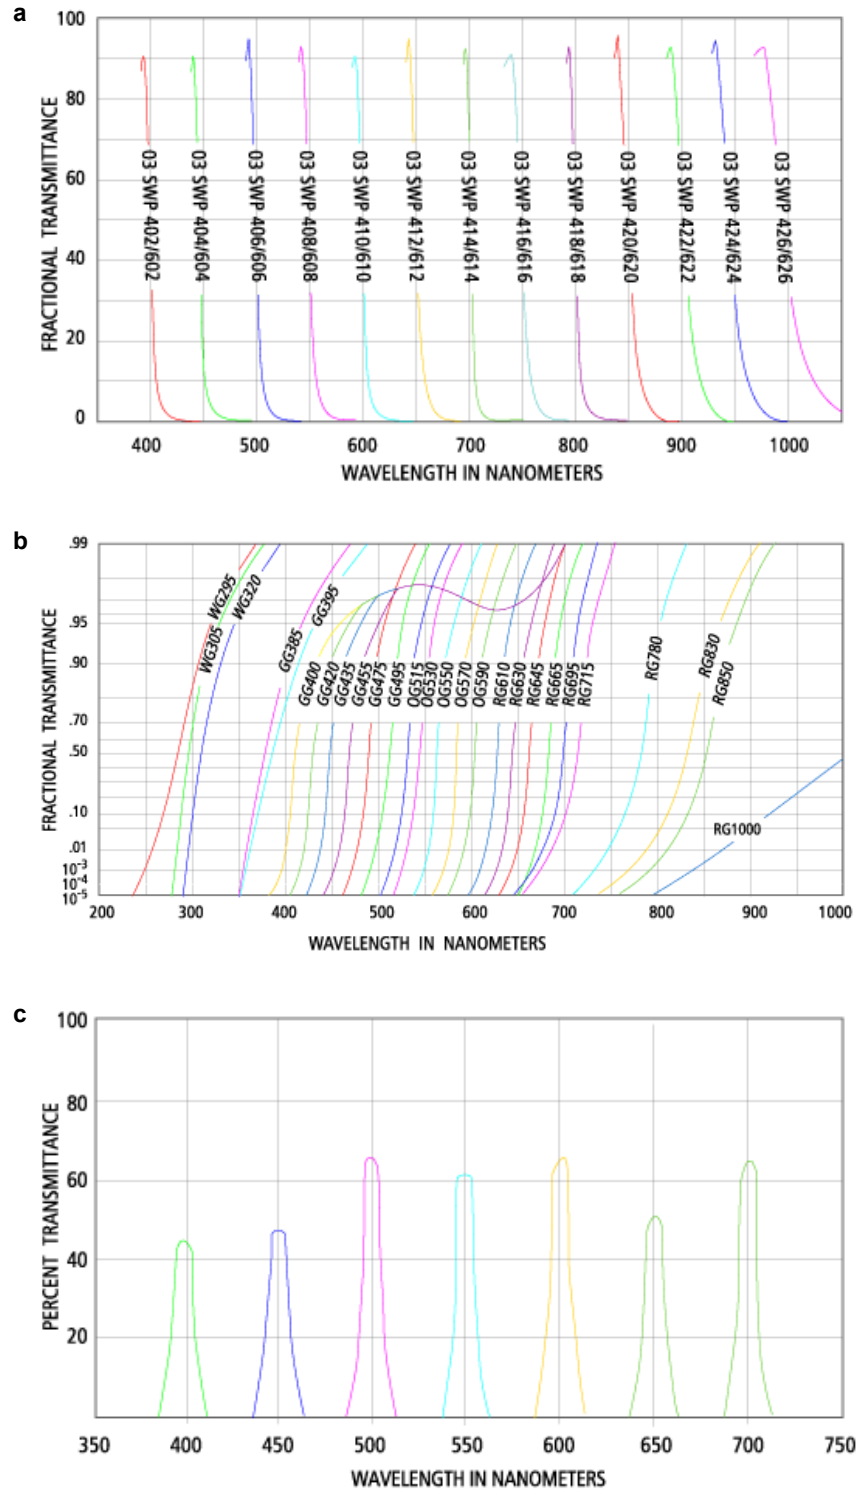 a
100
80
60
40
20
0
FRACTIONAL TRANSMITTANCE
03 SWP 402/602
03 SWP 404/604
03 SWP 406/606
03 SWP 408/608
03 SWP 410/610
03 SWP 412/612
03 SWP 414/614
03 SWP 416/616
03 SWP 418/618
03 SWP 420/620
03 SWP 422/622
03 SWP 424/624
03 SWP 426/626
400 500 600 700 800 900 1000
WAVELENGTH IN NANOMETERS
b
.99
.95
.90
.70
.50
.10
.01
10-3
10-4
10-5
FRACTIONAL TRANSMITTANCE
WG295
WG305
WG320
GG385
GG395
GG400
GG420
GG435
GG455
GG475
GG495
OG515
OG530
OG550
OG570
OG590
RG610
RG630
RG645
RG665
RG695
RG715
RG780
RG830
RG850
RG1000
200 300 400 500 600 700 800 900 1000
WAVELENGTH IN NANOMETERS
c
100
80
60
40
20
PERCENT TRANSMITTANCE
350 400 450 500 550 600 650 700 750
WAVELENGTH IN NANOMETERS